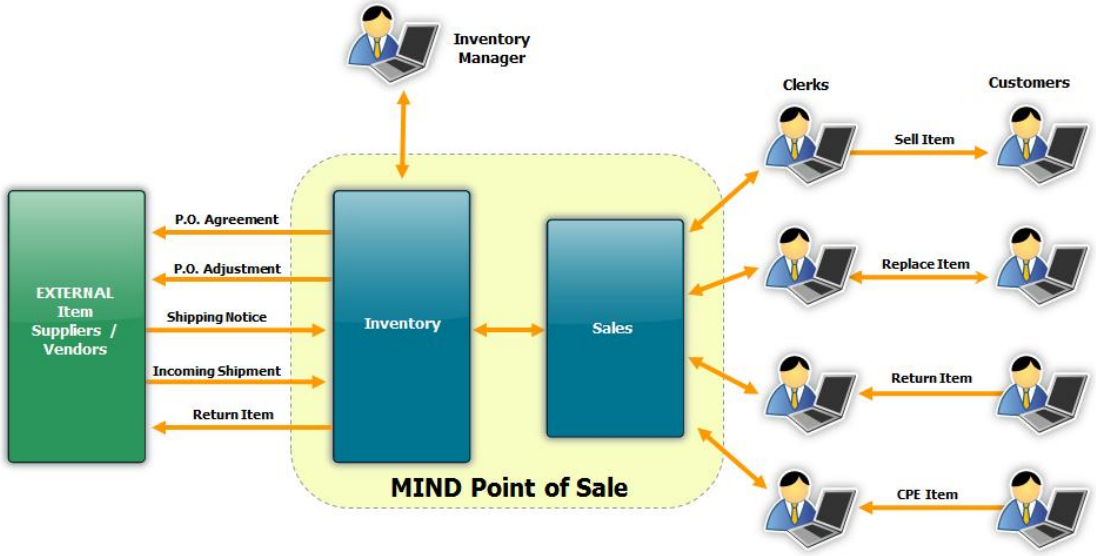 Inventory
Manager
Clerks
Customers
Sell Item
P.O. Agreement
P.O. Adjustment
Replace Item
EXTERNAL
Item
Suppliers /
Vendors
Shipping Notice
Inventory
Sales
Incoming Shipment
Return Item
Return Item
MIND Point of Sale
CPE Item